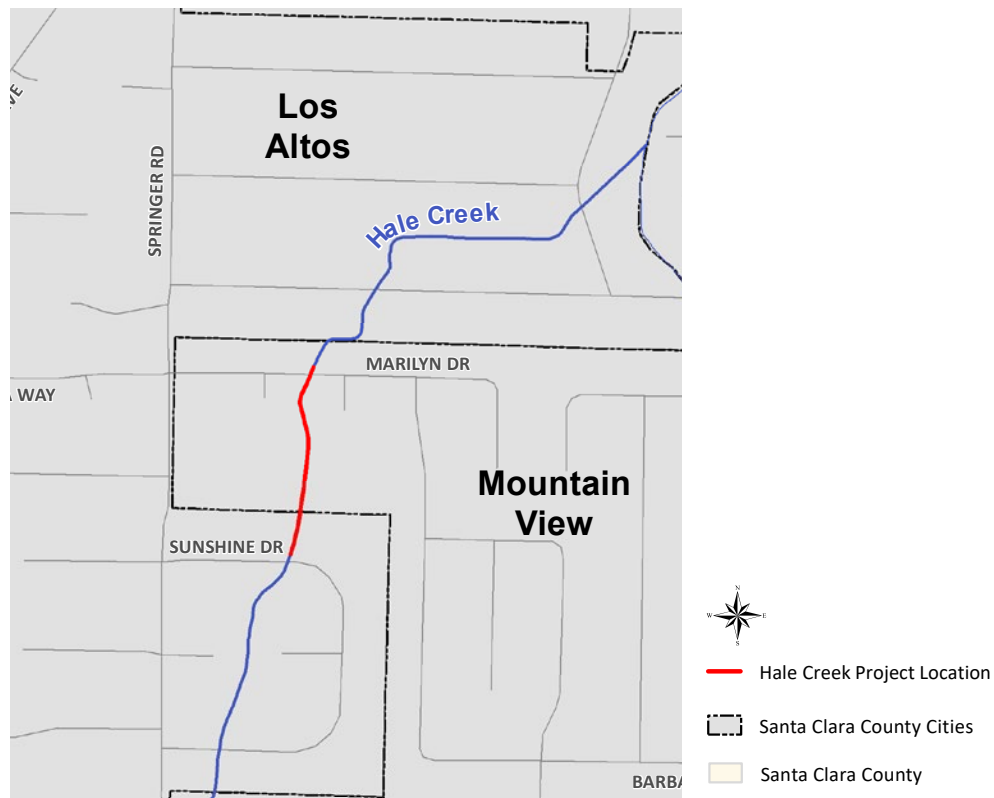 AVE
Los
Altos
SPRINGER RD
Hale Creek
MARILYN DR
WAY
Mountain
View
SUNSHINE DR
N
W
E
S
Hale Creek Project Location
Santa Clara County Cities
Santa Clara County
BARBA